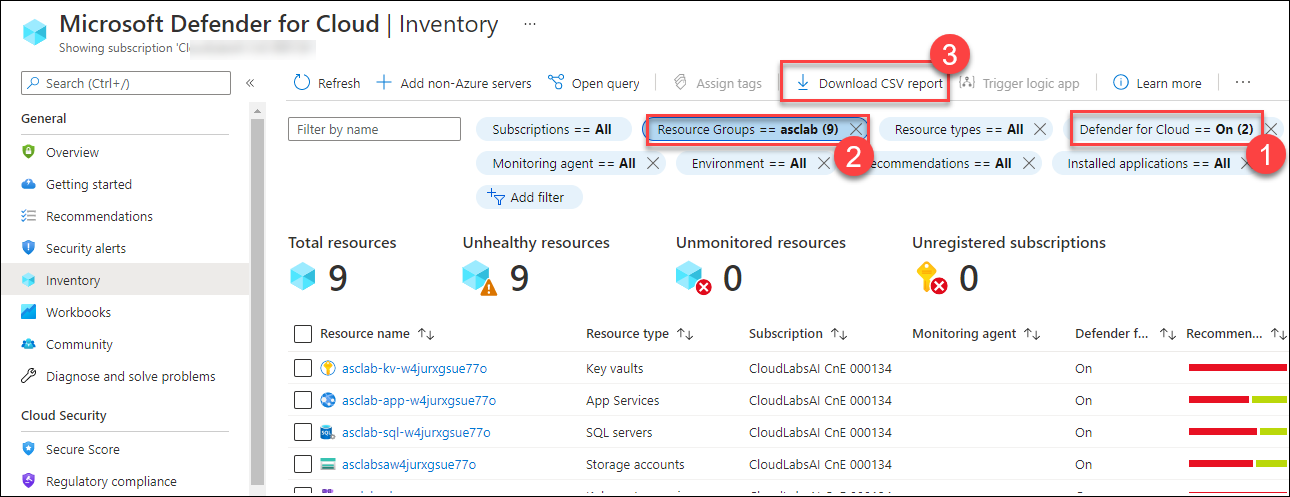 Microsoft Defender for Cloud | Inventory ...
Showing subscription
Search (Ctrl+/) «
Refresh Add non-Azure servers Open query Assign tags Download CSV report Trigger logic app Learn more ...
3
General
Filter by name Subscriptions == All Resource Groups == asclab (9) Resource types == All Defender for Cloud == On (2)
2 1
Monitoring agent == All Environment == All ecommendations == All Installed applications == All
Add filter
Overview
Getting started
Recommendations
Security alerts
Inventory
Workbooks
Community
Diagnose and solve problems
Cloud Security
Secure Score
Regulatory compliance
Total resources Unhealthy resources Unmonitored resources Unregistered subscriptions
9 9 0 0
Resource name Resource type Subscription Monitoring agent Defender f... Recommen...
asclab-kv-w4jurxgsue77o Key vaults CloudLabsAI CnE 000134 On
asclab-app-w4jurxgsue77o App Services CloudLabsAI CnE 000134 On
SQL asclab-sql-w4jurxgsue77o SQL servers CloudLabsAI CnE 000134 On
asclabsaw4jurxgsue77o Storage accounts CloudLabsAI CnE 000134 On